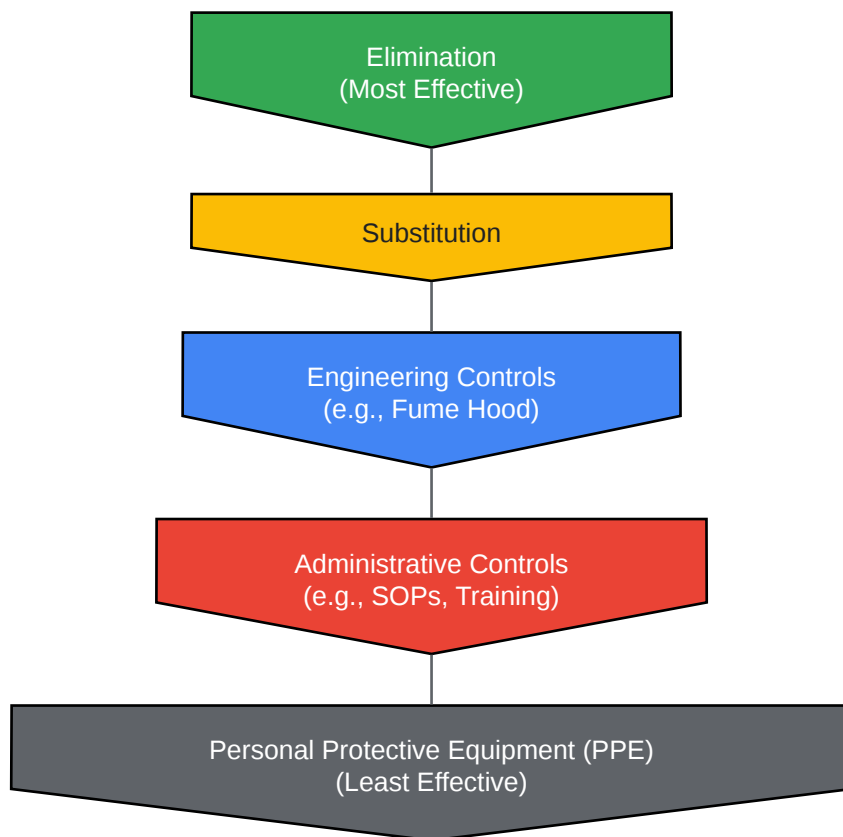 Elimination
(Most Effective)
Substitution
Engineering Controls
(e.g., Fume Hood)
Administrative Controls
(e.g., SOPs, Training)
Personal Protective Equipment (PPE)
(Least Effective)